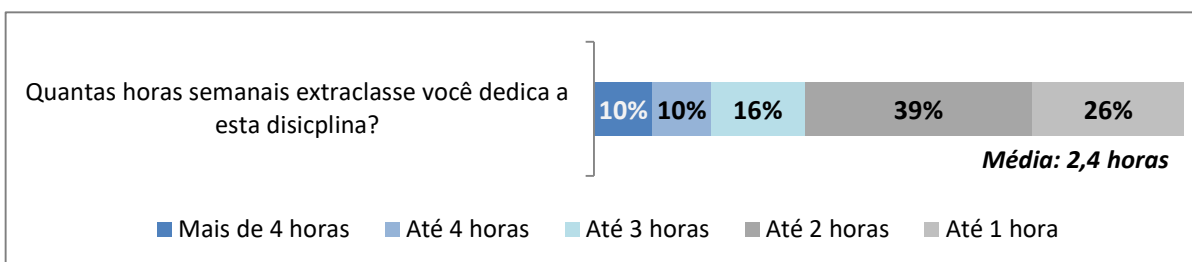 Quantas horas semanais extraclasse você dedica a
esta disicplina?
10% 10% 16% 39% 26%
Média: 2,4 horas
Mais de 4 horas Até 4 horas Até 3 horas Até 2 horas Até 1 hora